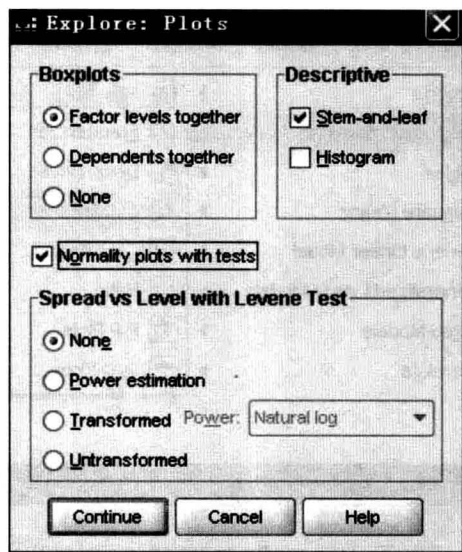 Explore: Plots
Boxplots
Factor levels together
Dependents together
None
Descriptive
Stem-and-leaf
Histogram
Normality plots with tests
Spread vs Level with Levene Test
None
Power estimation
Transformed Power: Natural log
Untransformed
Continue Cancel Help